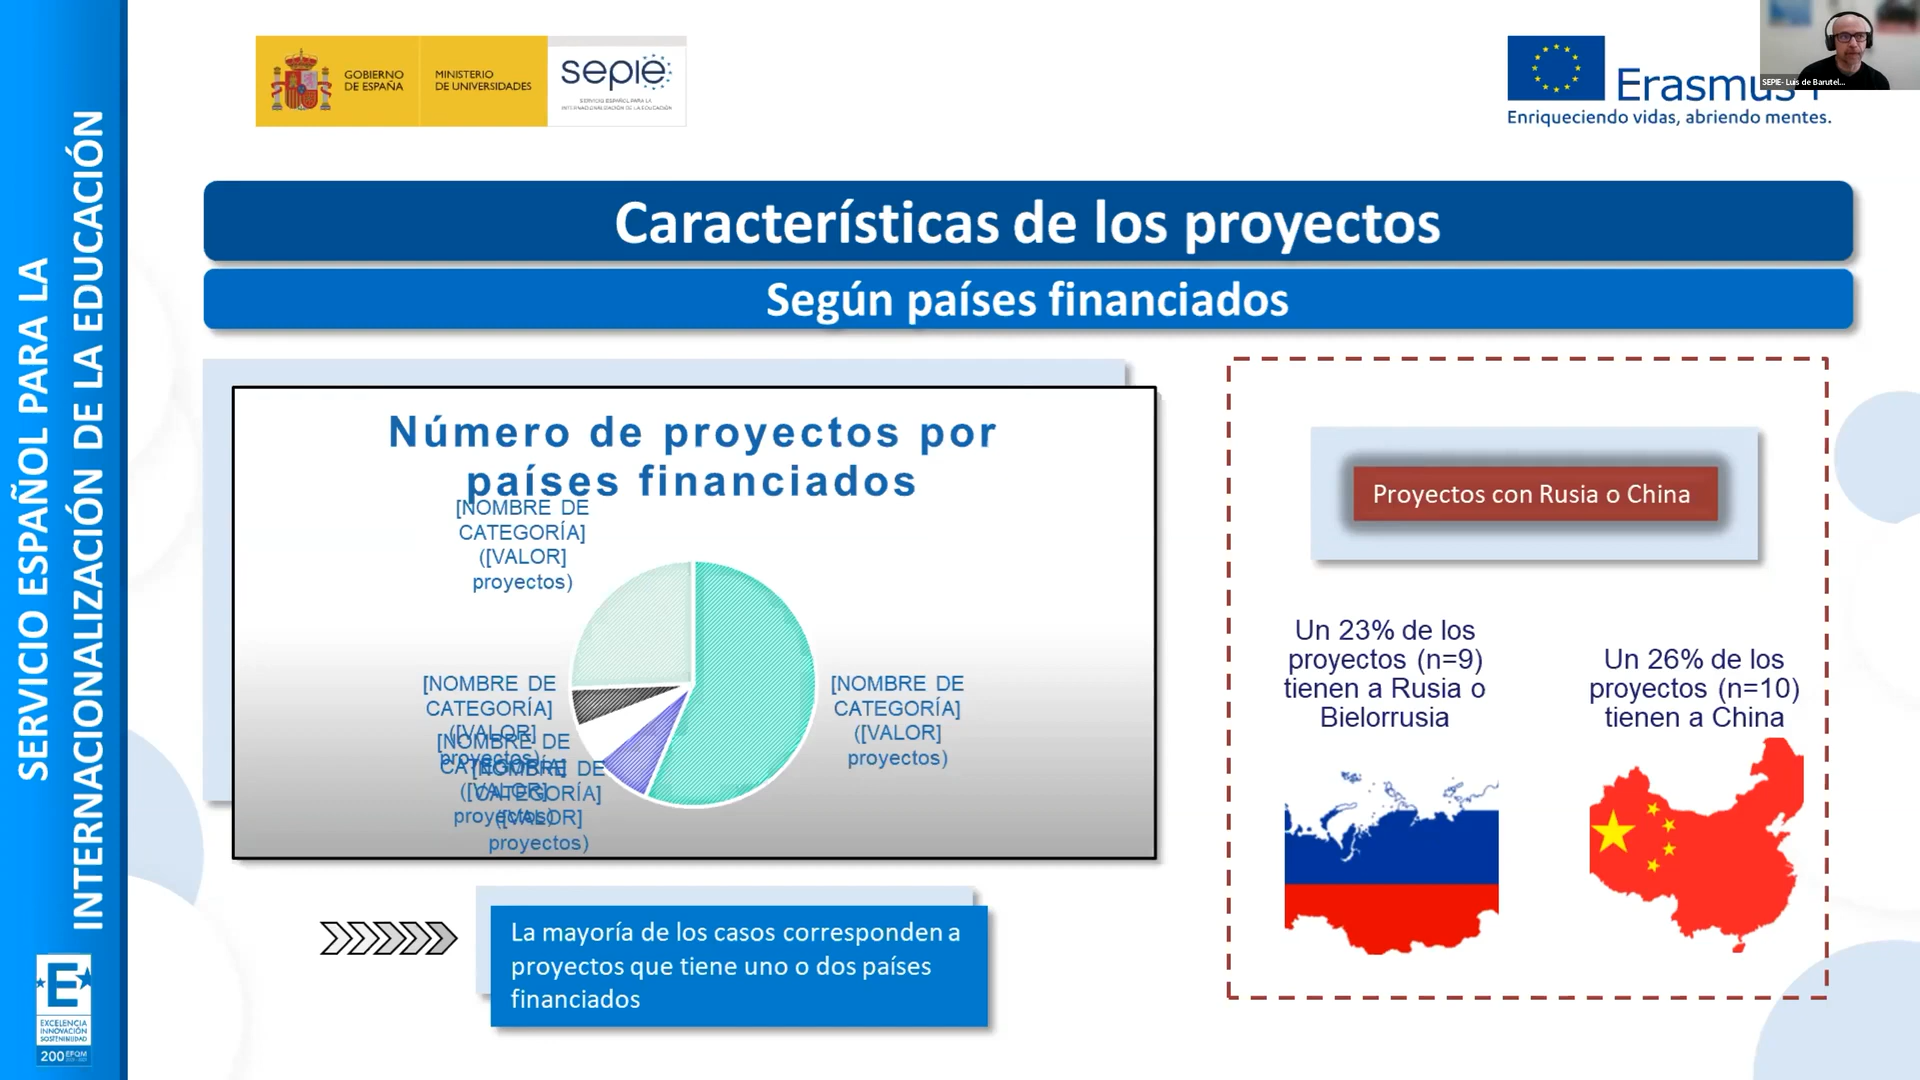 SERVICIO ESPAÑOL PARA LA
INTERNACIONALIZACIÓN DE LA EDUCACIÓN
GOBIERNO
DE ESPAÑA
MINISTERIO
DE UNIVERSIDADES
sepie
SERVICIO ESPAÑOL PARA LA
INTERNACIONALIZACIÓN DE LA EDUCACIÓN
Erasmus+
Enriqueciendo vidas, abriendo mentes.
SEPIE- Luis de Barutel...
Características de los proyectos
Según países financiados
Número de proyectos por
países financiados
[NOMBRE DE
CATEGORÍA]
([VALOR]
proyectos)
[NOMBRE DE
CATEGORÍA]
([VALOR]
proyectos)
[NOMBRE DE
CATEGORÍA]
([VALOR]
proyectos)
[NOMBRE DE
CATEGORÍA]
([VALOR]
proyectos)
[NOMBRE DE
CATEGORÍA]
([VALOR]
proyectos)
La mayoría de los casos corresponden a
proyectos que tiene uno o dos países
financiados
Proyectos con Rusia o China
Un 23% de los
proyectos (n=9)
tienen a Rusia o
Bielorrusia
Un 26% de los
proyectos (n=10)
tienen a China
E
EXCELENCIA
INNOVACIÓN
SOSTENIBILIDAD
200 EFQM